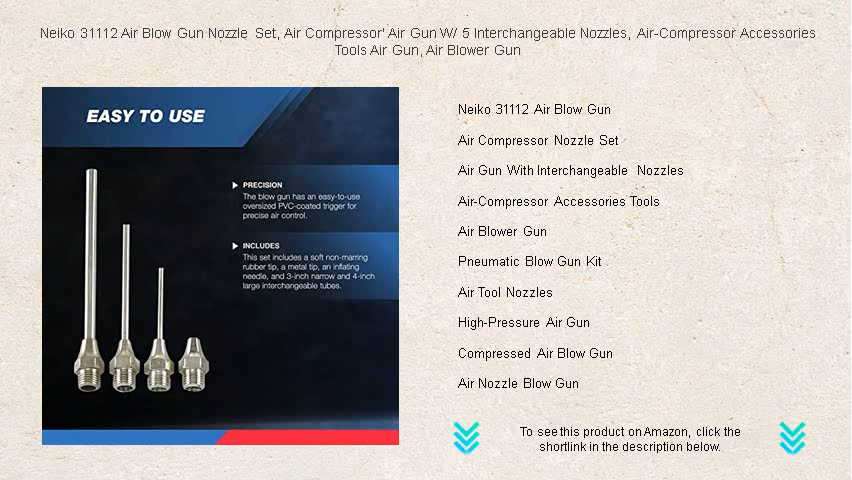 Neiko 31112 Air Blow Gun Nozzle Set, Air Compressor' Air Gun W/ 5 Interchangeable Nozzles, Air-Compressor Accessories
Tools Air Gun, Air Blower Gun
EASY TO USE
PRECISION
The blow gun has an easy-to-use
oversized PVC-coated trigger for
precise air control.
INCLUDES
This set includes a soft non-marring
rubber tip, a metal tip, an inflating
needle, and 3-inch narrow and 4-inch
large interchangeable tubes.
Neiko 31112 Air Blow Gun
Air Compressor Nozzle Set
Air Gun With Interchangeable Nozzles
Air-Compressor Accessories Tools
Air Blower Gun
Pneumatic Blow Gun Kit
Air Tool Nozzles
High-Pressure Air Gun
Compressed Air Blow Gun
Air Nozzle Blow Gun
To see this product on Amazon, click the
shortlink in the description below.